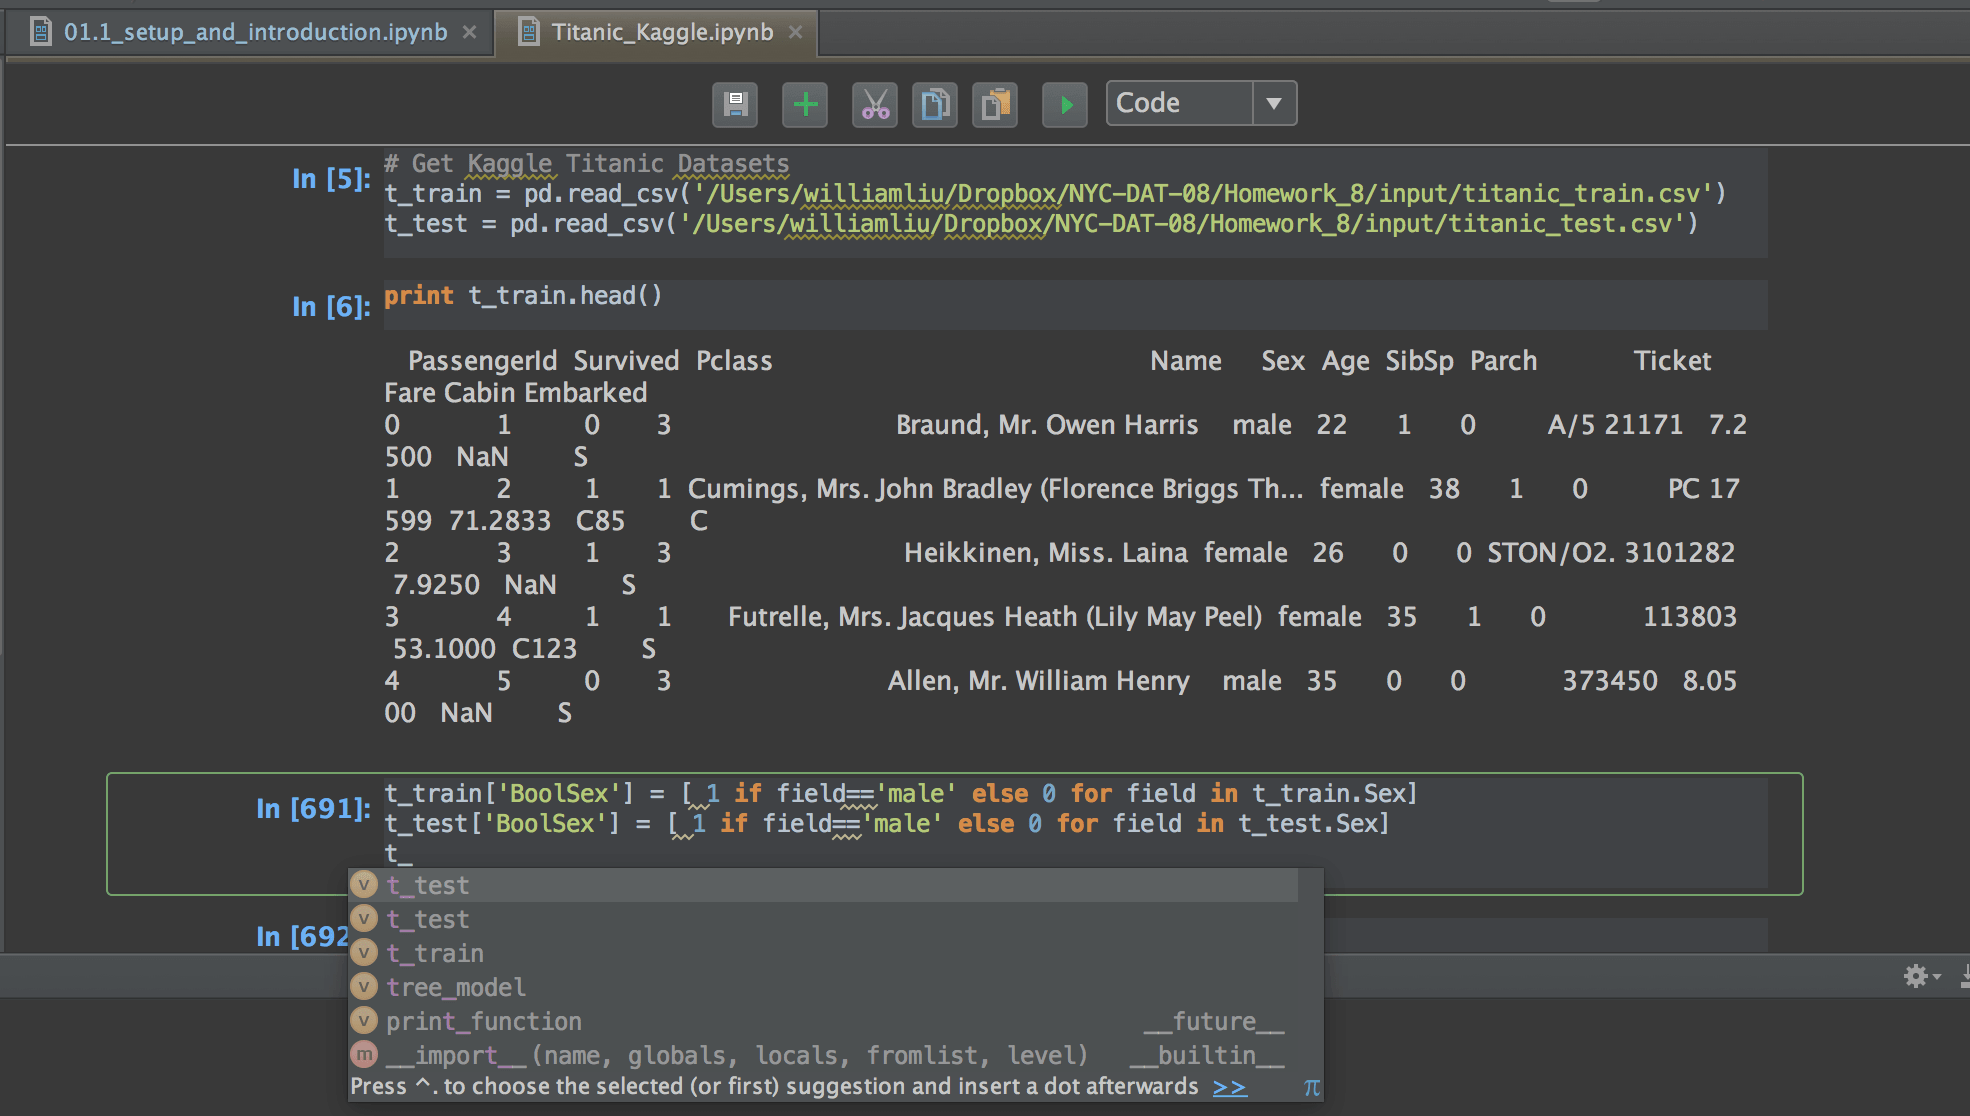 01.1_setup_and_introduction.ipynb
Titanic_Kaggle.ipynb
Code
In [5]:
# Get Kaggle Titanic Datasets
t_train = pd.read_csv('/Users/williamliu/Dropbox/NYC-DAT-08/Homework_8/input/titanic_train.csv')
t_test = pd.read_csv('/Users/williamliu/Dropbox/NYC-DAT-08/Homework_8/input/titanic_test.csv')
In [6]:
print t_train.head()
PassengerId Survived Pclass Name Sex Age SibSp Parch Ticket
Fare Cabin Embarked
0 1 0 3 Braund, Mr. Owen Harris male 22 1 0 A/5 21171 7.2
500 NaN S
1 2 1 1 Cumings, Mrs. John Bradley (Florence Briggs Th... female 38 1 0 PC 17
599 71.2833 C85 C
2 3 1 3 Heikkinen, Miss. Laina female 26 0 0 STON/O2. 3101282
7.9250 NaN S
3 4 1 1 Futrelle, Mrs. Jacques Heath (Lily May Peel) female 35 1 0 113803
53.1000 C123 S
4 5 0 3 Allen, Mr. William Henry male 35 0 0 373450 8.05
00 NaN S
In [691]:
t_train['BoolSex'] = [ 1 if field=='male' else 0 for field in t_train.Sex]
t_test['BoolSex'] = [ 1 if field=='male' else 0 for field in t_test.Sex]
t_
In [692
v t_test
v t_test
v t_train
v tree_model
v print_function __future__
m __import__(name, globals, locals, fromlist, level) __builtin__
Press ^. to choose the selected (or first) suggestion and insert a dot afterwards >> π